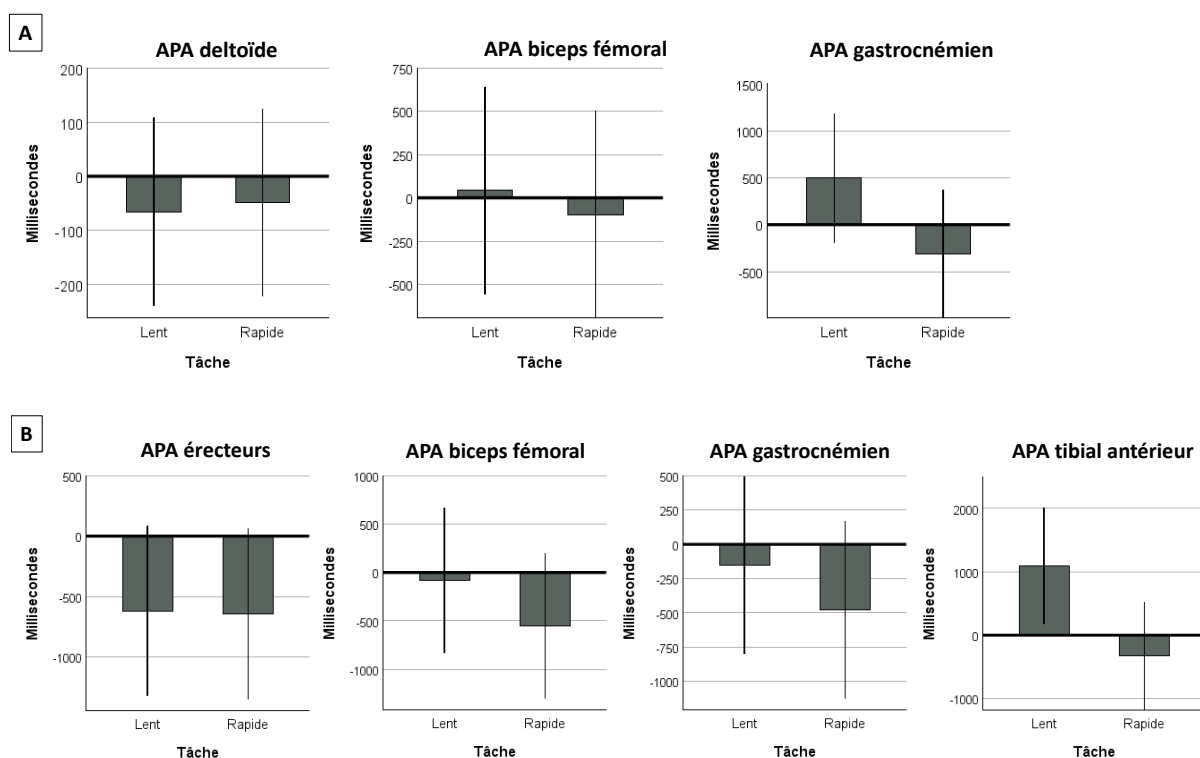 A
APA deltoïde
200
100
0
-100
-200
Millisecondes
Lent
Rapide
Tâche
APA biceps fémoral
750
500
250
0
-250
-500
Millisecondes
Lent
Rapide
Tâche
APA gastrocnémien
1500
1000
500
0
-500
Millisecondes
Lent
Rapide
Tâche
B
APA érecteurs
500
0
-500
-1000
Millisecondes
Lent
Rapide
Tâche
APA biceps fémoral
1000
500
0
-500
-1000
Millisecondes
Lent
Rapide
Tâche
APA gastrocnémien
500
250
0
-250
-500
-750
-1000
Millisecondes
Lent
Rapide
Tâche
APA tibial antérieur
2000
1000
0
-1000
Millisecondes
Lent
Rapide
Tâche